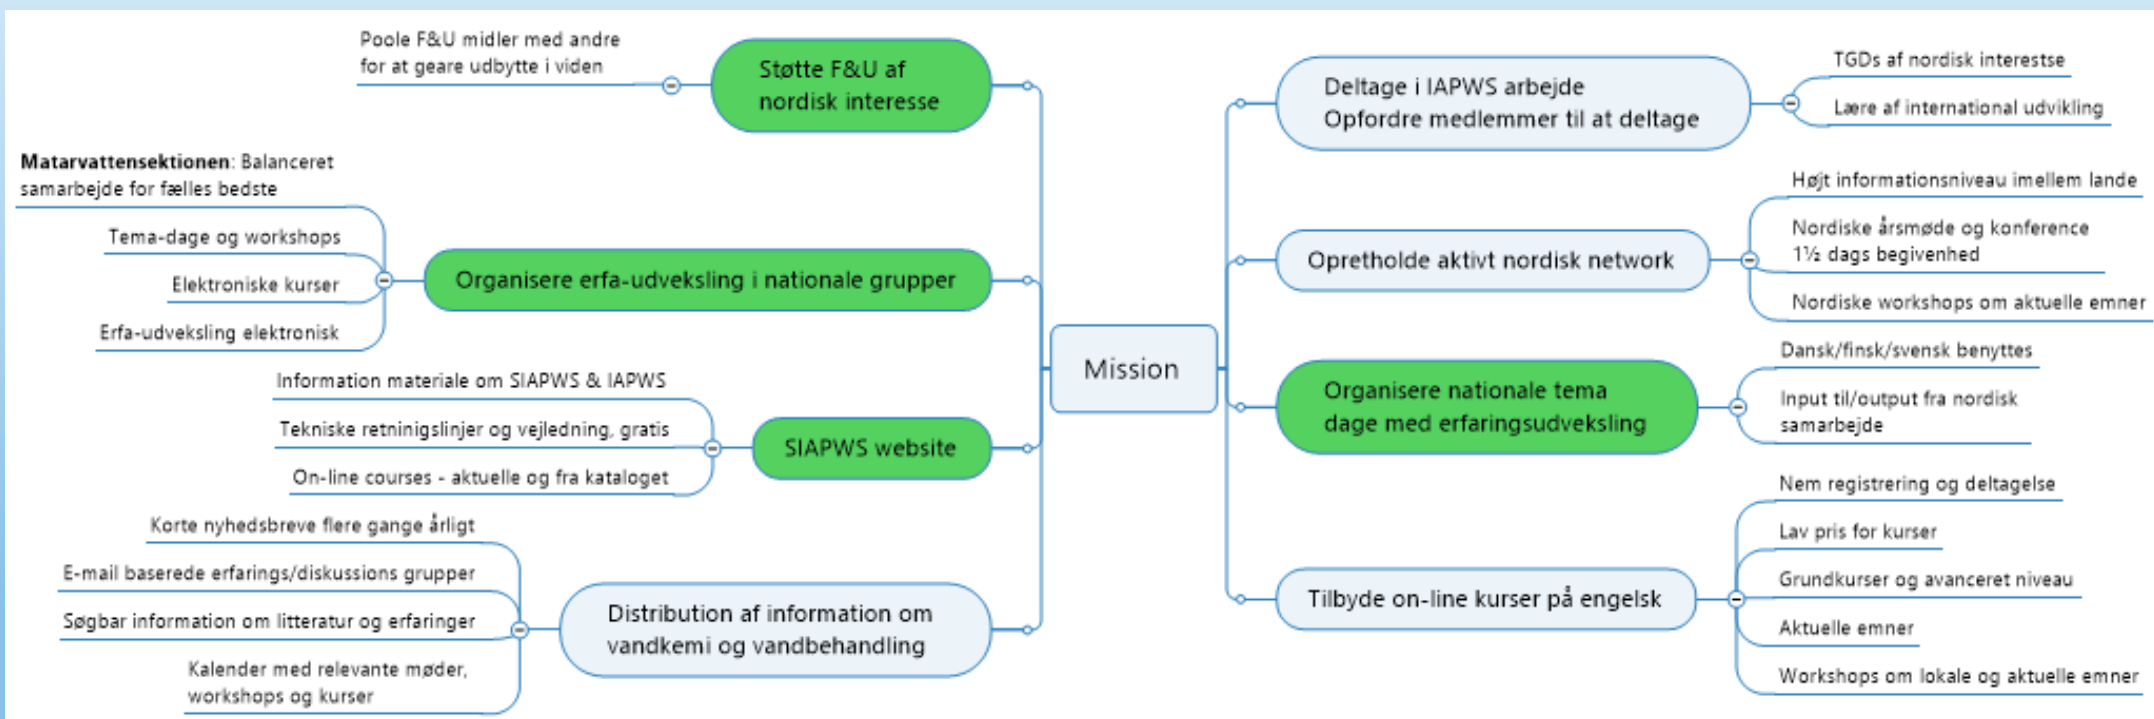 Poole F&U midler med andre
for at geare udbytte i viden
Støtte F&U af
nordisk interesse
Matarvattensektionen: Balanceret
samarbejde for fælles bedste
Tema-dage og workshops
Elektroniske kurser
Erfa-udveksling elektronisk
Organisere erfa-udveksling i nationale grupper
Information materiale om SIAPWS & IAPWS
Tekniske retninigslinjer og vejledning, gratis
On-line courses - aktuelle og fra kataloget
SIAPWS website
Korte nyhedsbreve flere gange årligt
E-mail baserede erfarings/diskussions grupper
Søgbar information om litteratur og erfaringer
Kalender med relevante møder,
workshops og kurser
Distribution af information om
vandkemi og vandbehandling
Mission
Deltage i IAPWS arbejde
Opfordre medlemmer til at deltage
TGDs af nordisk interestse
Lære af international udvikling
Opretholde aktivt nordisk network
Højt informationsniveau imellem lande
Nordiske årsmøde og konference
1½ dags begivenhed
Nordiske workshops om aktuelle emner
Organisere nationale tema
dage med erfaringsudveksling
Dansk/finsk/svensk benyttes
Input til/output fra nordisk
samarbejde
Tilbyde on-line kurser på engelsk
Nem registrering og deltagelse
Lav pris for kurser
Grundkurser og avanceret niveau
Aktuelle emner
Workshops om lokale og aktuelle emner